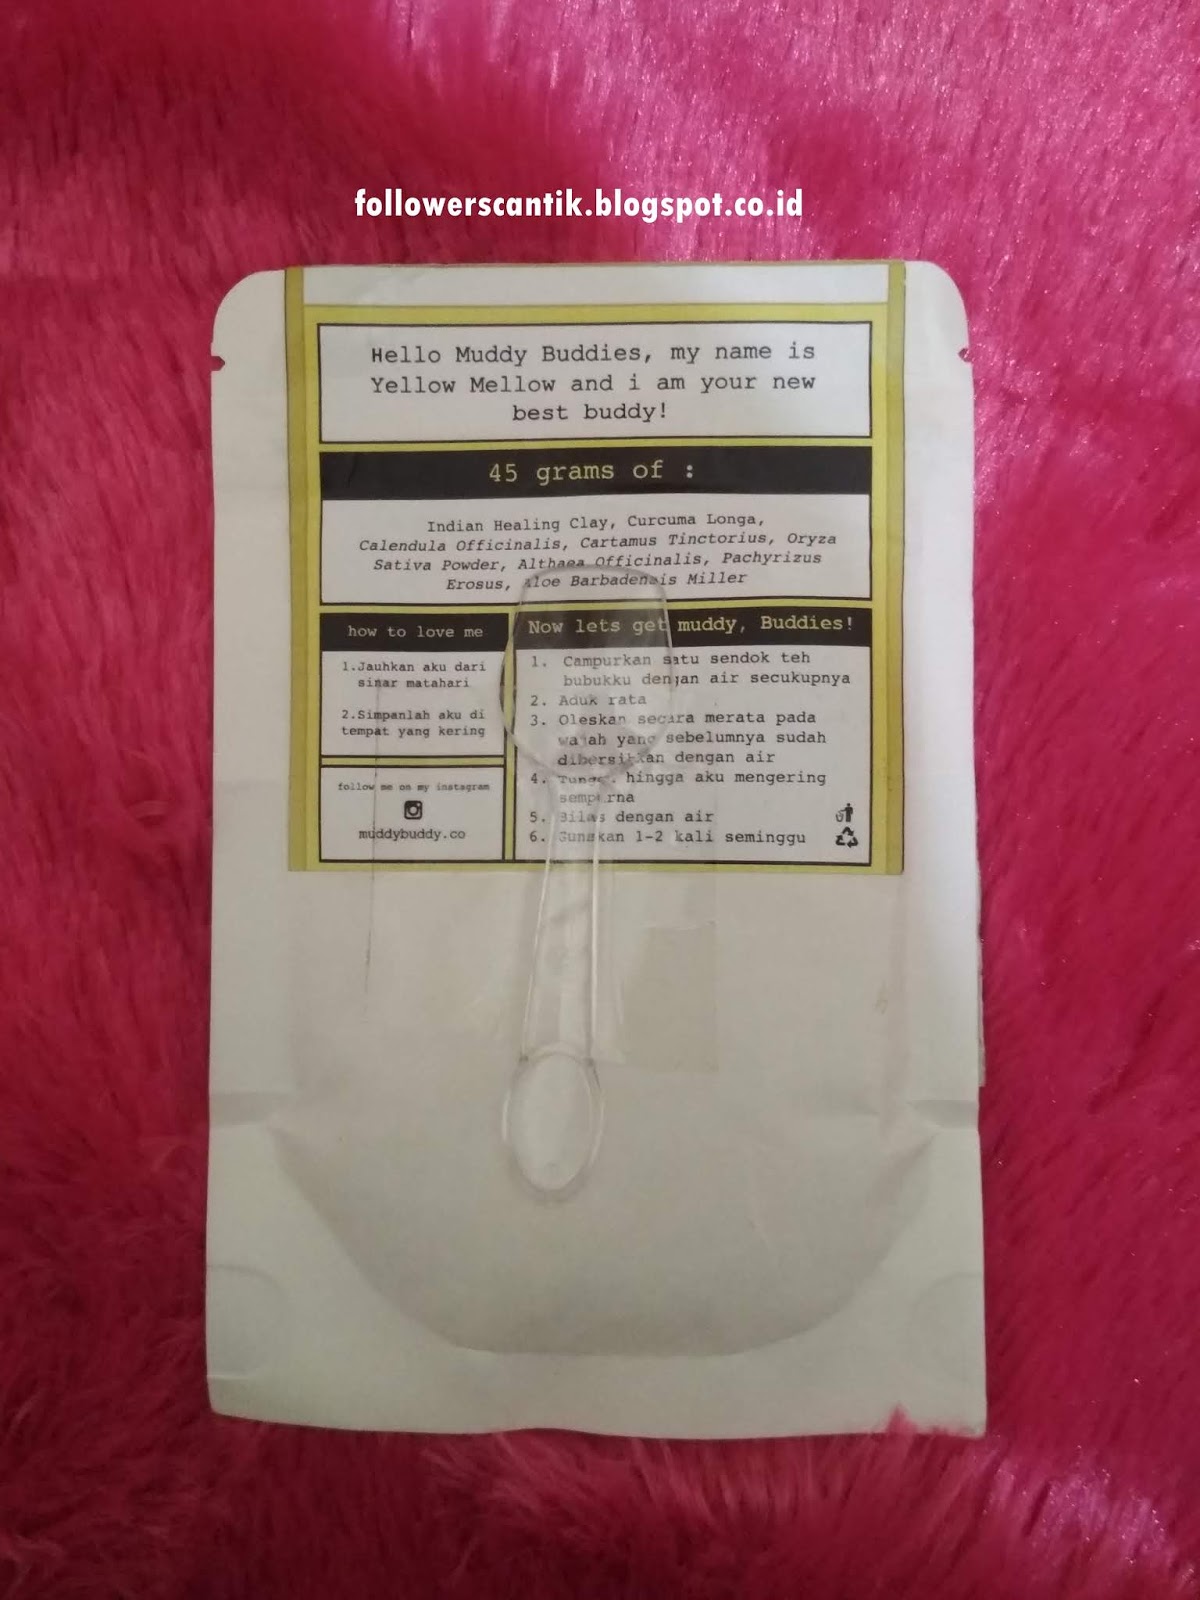 followerscantik.blogspot.co.id
Hello Muddy Buddies, my name is
Yellow Mellow and i am your new
best buddy!
45 grams of :
Indian Healing Clay, Curcuma Longa,
Calendula Officinalis, Cartamus Tinctorius, Oryza
Sativa Powder, Althaea Officinalis, Pachyrizus
Erosus, Aloe Barbadensis Miller
how to love me
1.Jauhkan aku dari
sinar matahari
2.Simpanlah aku di
tempat yang kering
follow me on my instagram
muddybuddy.co
Now lets get muddy, Buddies!
1. Campurkan satu sendok teh
bubukku dengan air secukupnya
2. Aduk rata
3. Oleskan secara merata pada
wajah yang sebelumnya sudah
dibersihkan dengan air
4. Tunggu hingga aku mengering
sempurna
5. Bilas dengan air
6. Gunakan 1-2 kali seminggu